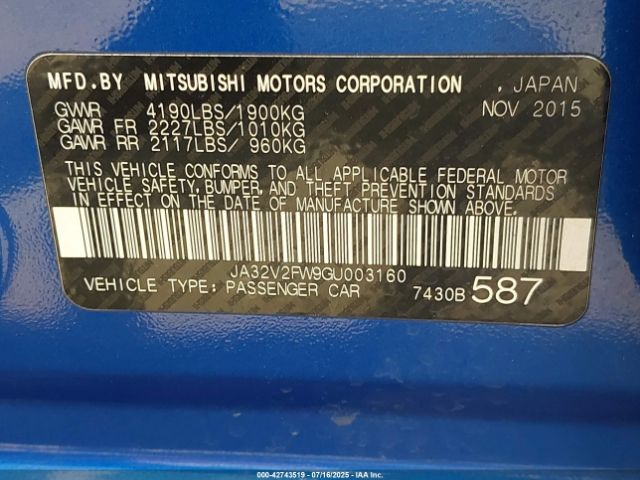 MFD.BY MITSUBISHI MOTORS CORPORATION , JAPAN
GVWR 4190LBS/1900KG NOV 2015
GAWR FR 2227LBS/1010KG
GAWR RR 2117LBS/ 960KG
THIS VEHICLE CONFORMS TO ALL APPLICABLE FEDERAL MOTOR
VEHICLE SAFETY, BUMPER, AND THEFT PREVENTION STANDARDS
IN EFFECT ON THE DATE OF MANUFACTURE SHOWN ABOVE.
JA32V2FW9GU003160
VEHICLE TYPE: PASSENGER CAR 7430B 587
000-42743519 - 07/16/2025 - IAAI.COM